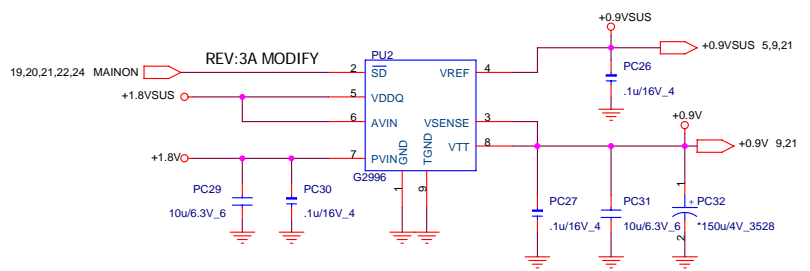 +0.9VSUS
REV:3A MODIFY
PU2
19,20,21,22,24 MAINON
2
SD
VREF
4
+0.9VSUS 5,9,21
+1.8VSUS
5
VDDQ
PC26
.1u/16V_4
6
AVIN
VSENSE
3
+0.9V
+1.8V
7
PVIN
GND
TGND
VTT
8
+0.9V 9,21
G2996
PC29
10u/6.3V_6
PC30
.1u/16V_4
1
9
PC27
.1u/16V_4
PC31
10u/6.3V_6
1
+
PC32
*150u/4V_3528
2